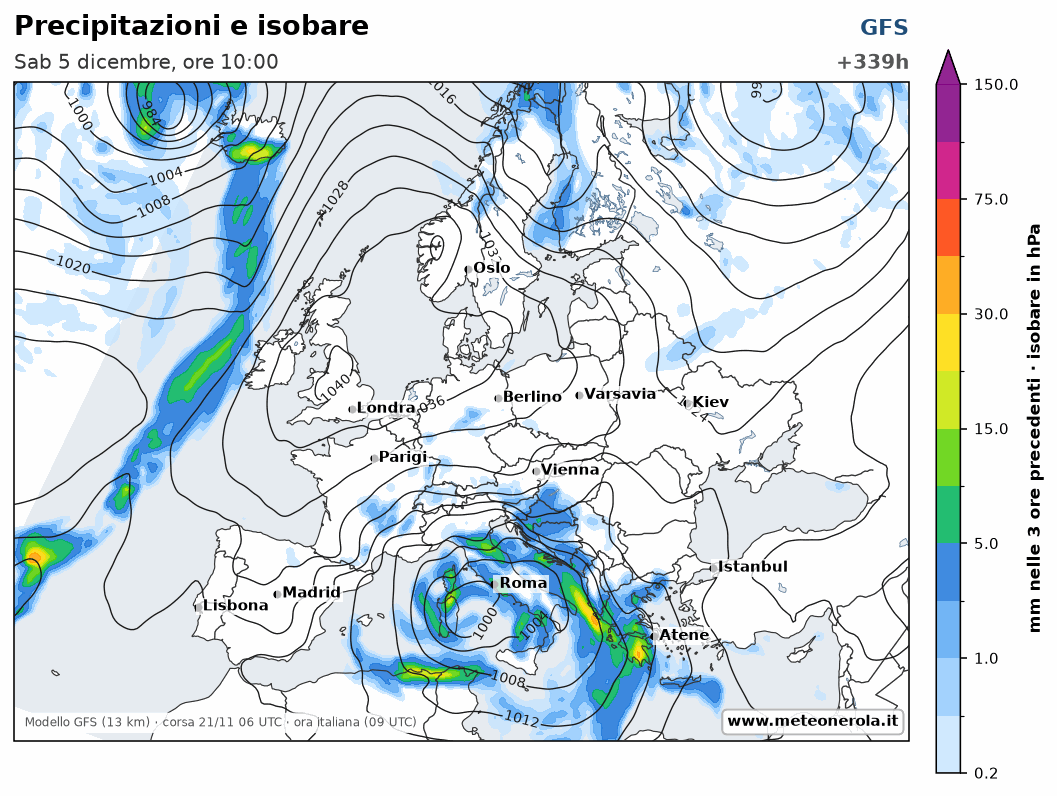 Precipitazioni e isobare
GFS
Sab 5 dicembre, ore 10:00
+339h
150.0
75.0
30.0
15.0
5.0
1.0
0.2
mm nelle 3 ore precedenti · isobare in hPa
1000
984
1016
996
1004
1008
1028
1020
1032
Oslo
1040
Londra
1036
Berlino
Varsavia
1024
Kiev
Parigi
Vienna
Madrid
Lisbona
Roma
Istanbul
1000
1004
Atene
1008
1012
Modello GFS (13 km) · corsa 21/11 06 UTC · ora italiana (09 UTC)
www.meteonerola.it